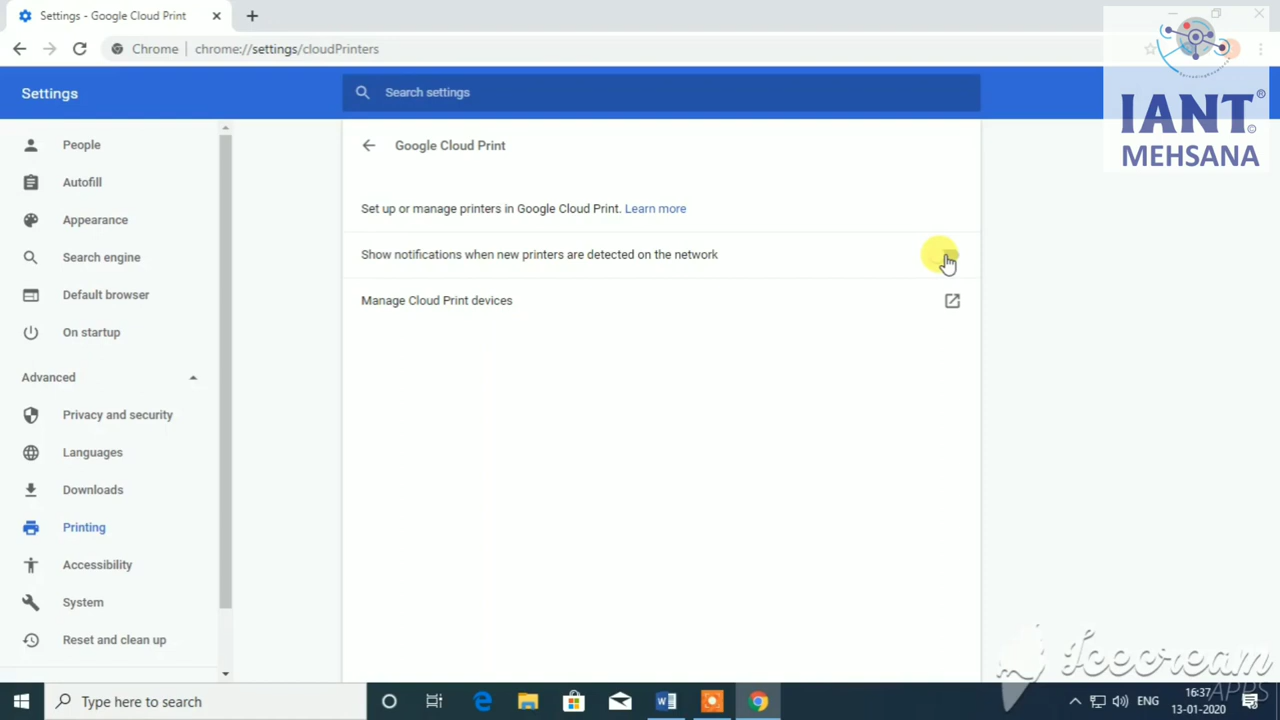 Settings - Google Cloud Print
Chrome
chrome://settings/cloudPrinters
Settings
Search settings
IANT®
©
MEHSANA
People
Autofill
Appearance
Search engine
Default browser
On startup
Advanced
Privacy and security
Languages
Downloads
Printing
Accessibility
System
Reset and clean up
Google Cloud Print
Set up or manage printers in Google Cloud Print. Learn more
Show notifications when new printers are detected on the network
Manage Cloud Print devices
Icecream
APPS
Type here to search
ENG
16:37
13-01-2020